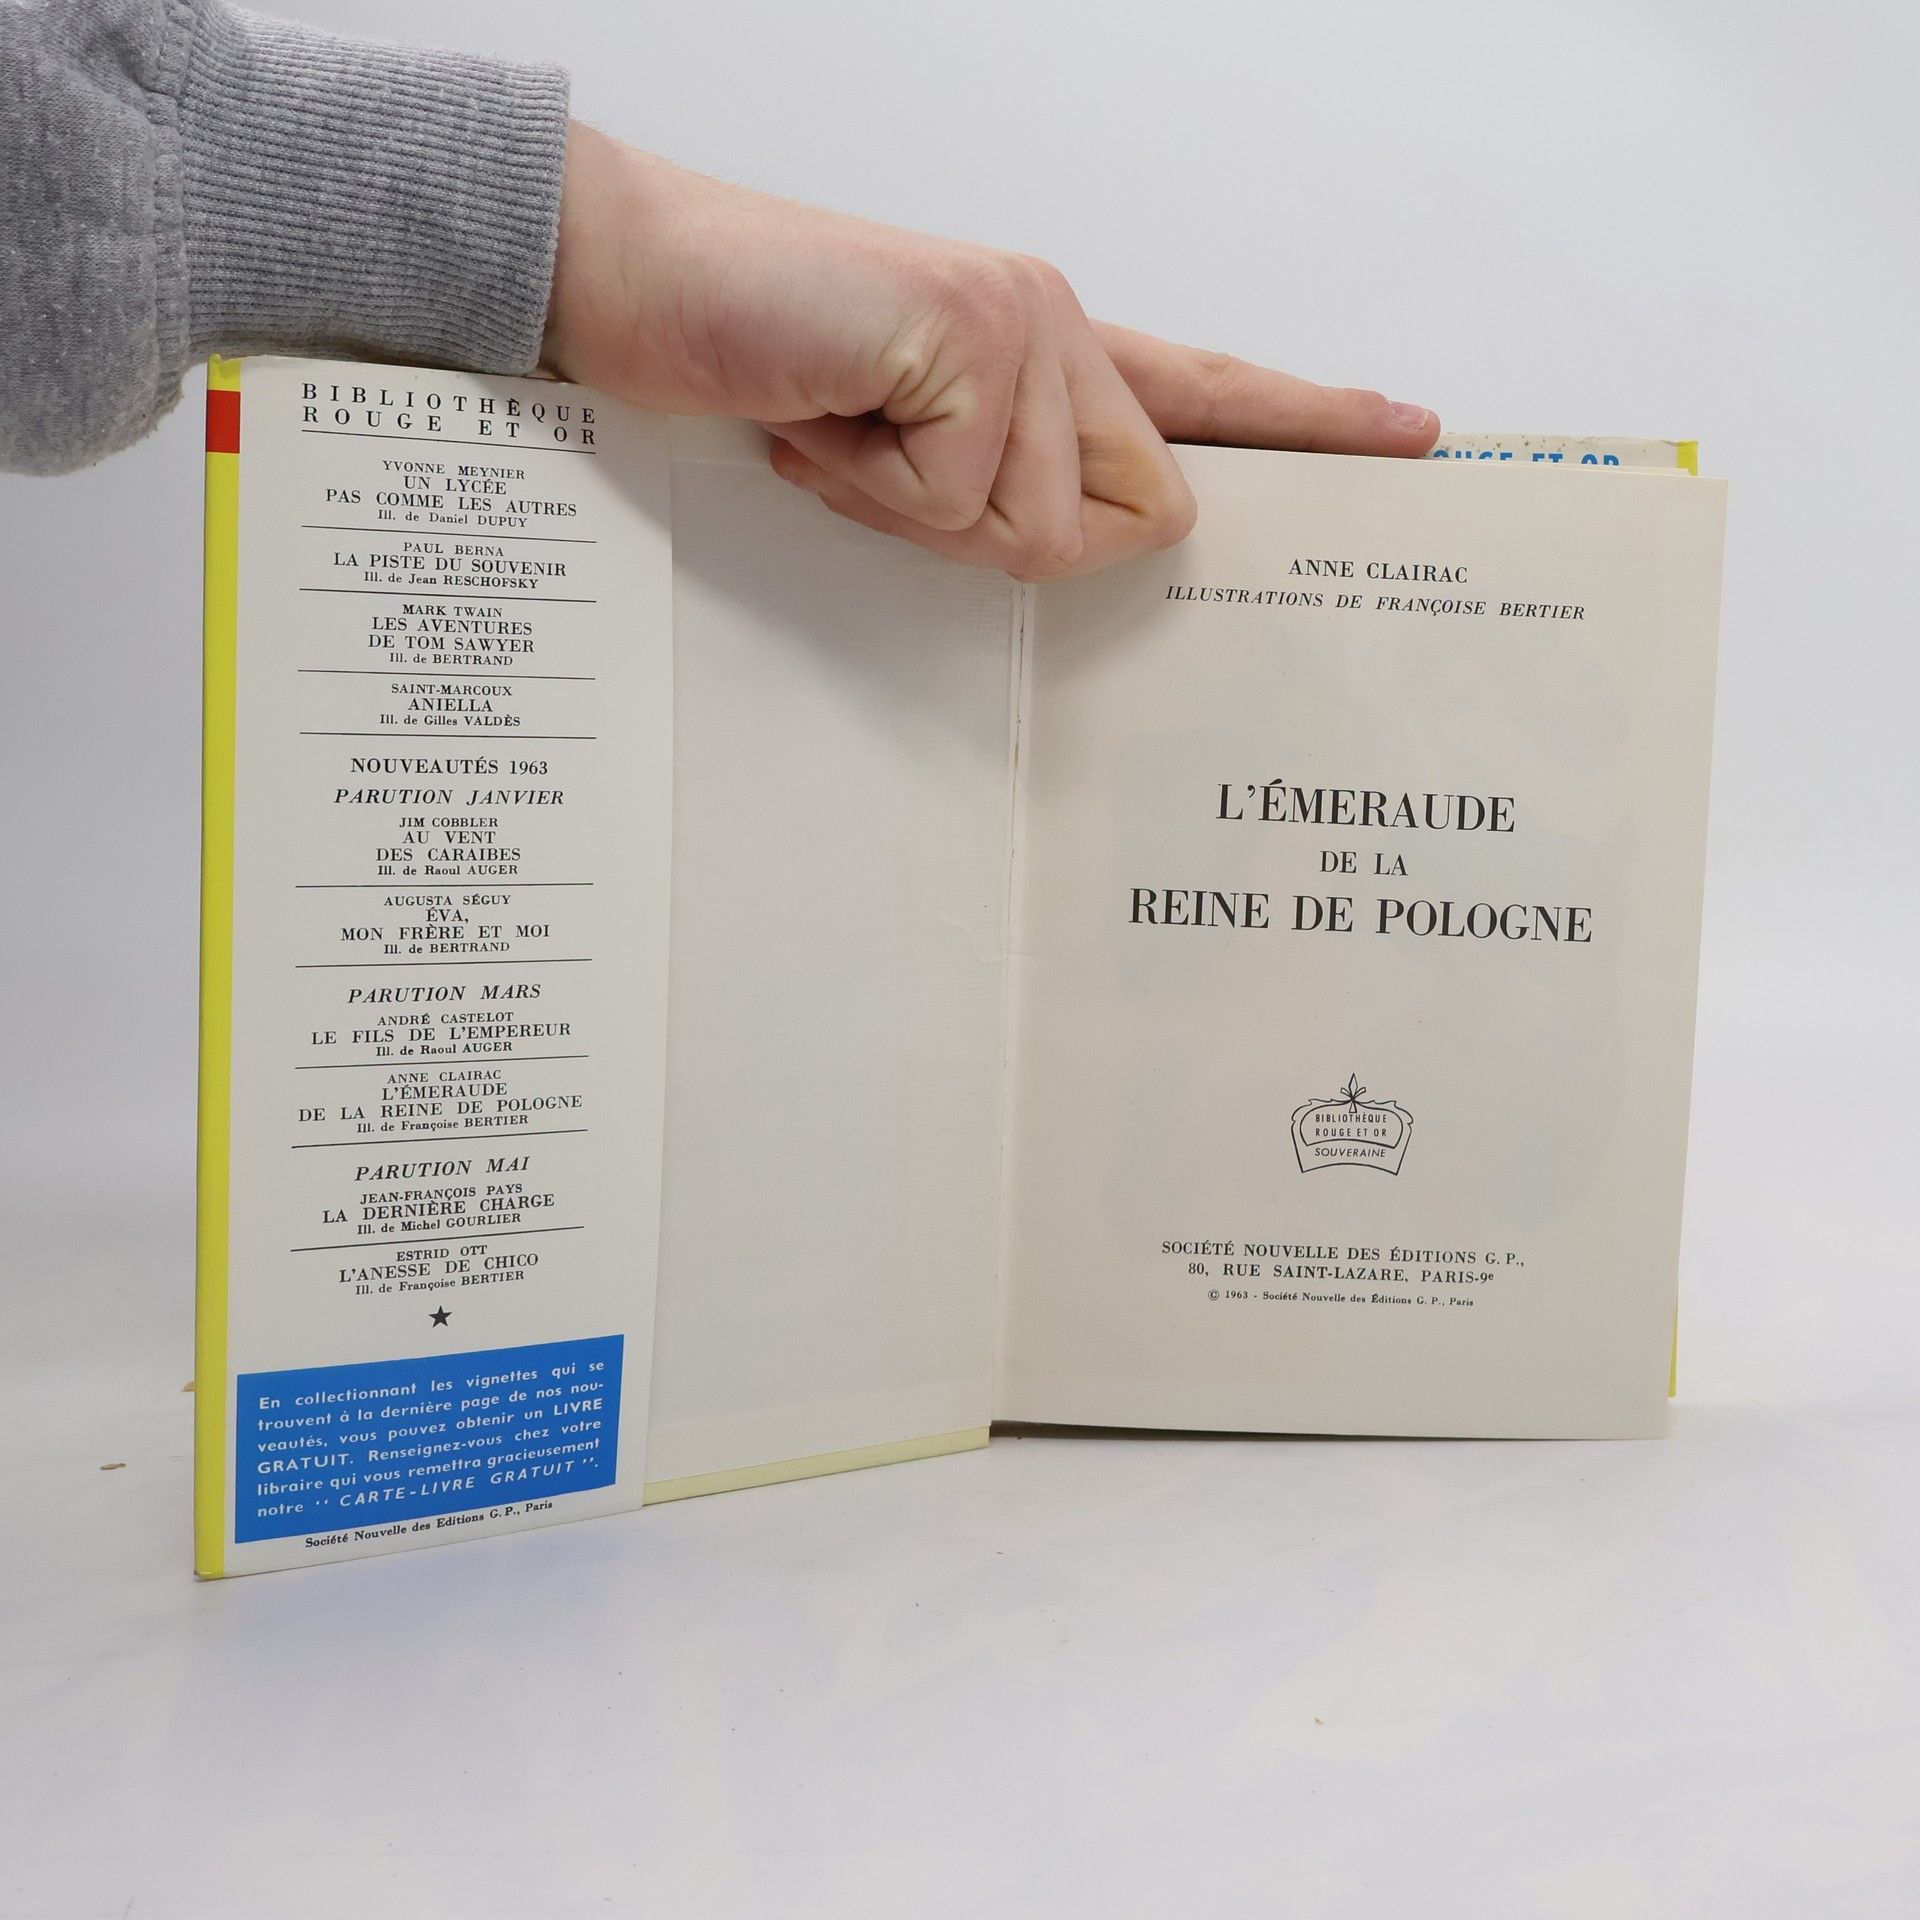 BIBLIOTHÈQUE
ROUGE ET OR
YVONNE MEYNIER
UN LYCÉE
PAS COMME LES AUTRES
Ill. de Daniel DUPUY
PAUL BERNA
LA PISTE DU SOUVENIR
Ill. de Jean RESCHOFSKY
MARK TWAIN
LES AVENTURES
DE TOM SAWYER
Ill. de BERTRAND
SAINT-MARCOUX
ANIELLA
Ill. de Gilles VALDÈS
NOUVEAUTÉS 1963
PARUTION JANVIER
JIM COBBLER
AU VENT
DES CARAIBES
Ill. de Raoul AUGER
AUGUSTA SÉGUY
ÉVA,
MON FRÈRE ET MOI
Ill. de BERTRAND
PARUTION MARS
ANDRÉ CASTELOT
LE FILS DE L'EMPEREUR
Ill. de Raoul AUGER
ANNE CLAIRAC
L'ÉMERAUDE
DE LA REINE DE POLOGNE
Ill. de Françoise BERTIER
PARUTION MAI
JEAN-FRANÇOIS PAYS
LA DERNIÈRE CHARGE
Ill. de Michel GOURLIER
ESTRID OTT
L'ANESSE DE CHICO
Ill. de Françoise BERTIER
★
En collectionnant les vignettes qui se
trouvent à la dernière page de nos nou-
veautés, vous pouvez obtenir un LIVRE
GRATUIT. Renseignez-vous chez votre
libraire qui vous remettra gracieusement
notre “ CARTE-LIVRE GRATUIT ”.
Société Nouvelle des Editions G. P., Paris
ET OR
ANNE CLAIRAC
ILLUSTRATIONS DE FRANÇOISE BERTIER
L'ÉMERAUDE
DE LA
REINE DE POLOGNE
BIBLIOTHÈQUE
ROUGE ET OR
SOUVERAINE
SOCIÉTÉ NOUVELLE DES ÉDITIONS G. P.,
80, RUE SAINT-LAZARE, PARIS-9e
© 1963 - Société Nouvelle des Éditions G. P., Paris